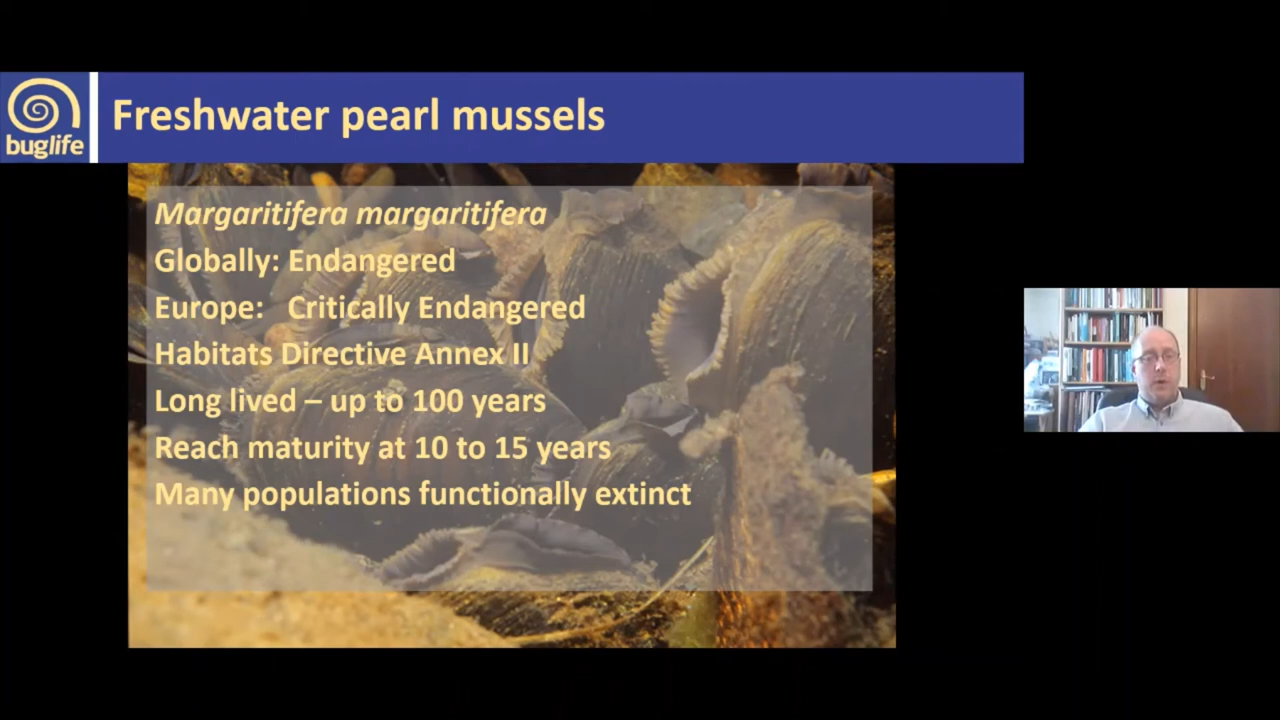 buglife
Freshwater pearl mussels
Margaritifera margaritifera
Globally: Endangered
Europe: Critically Endangered
Habitats Directive Annex II
Long lived – up to 100 years
Reach maturity at 10 to 15 years
Many populations functionally extinct